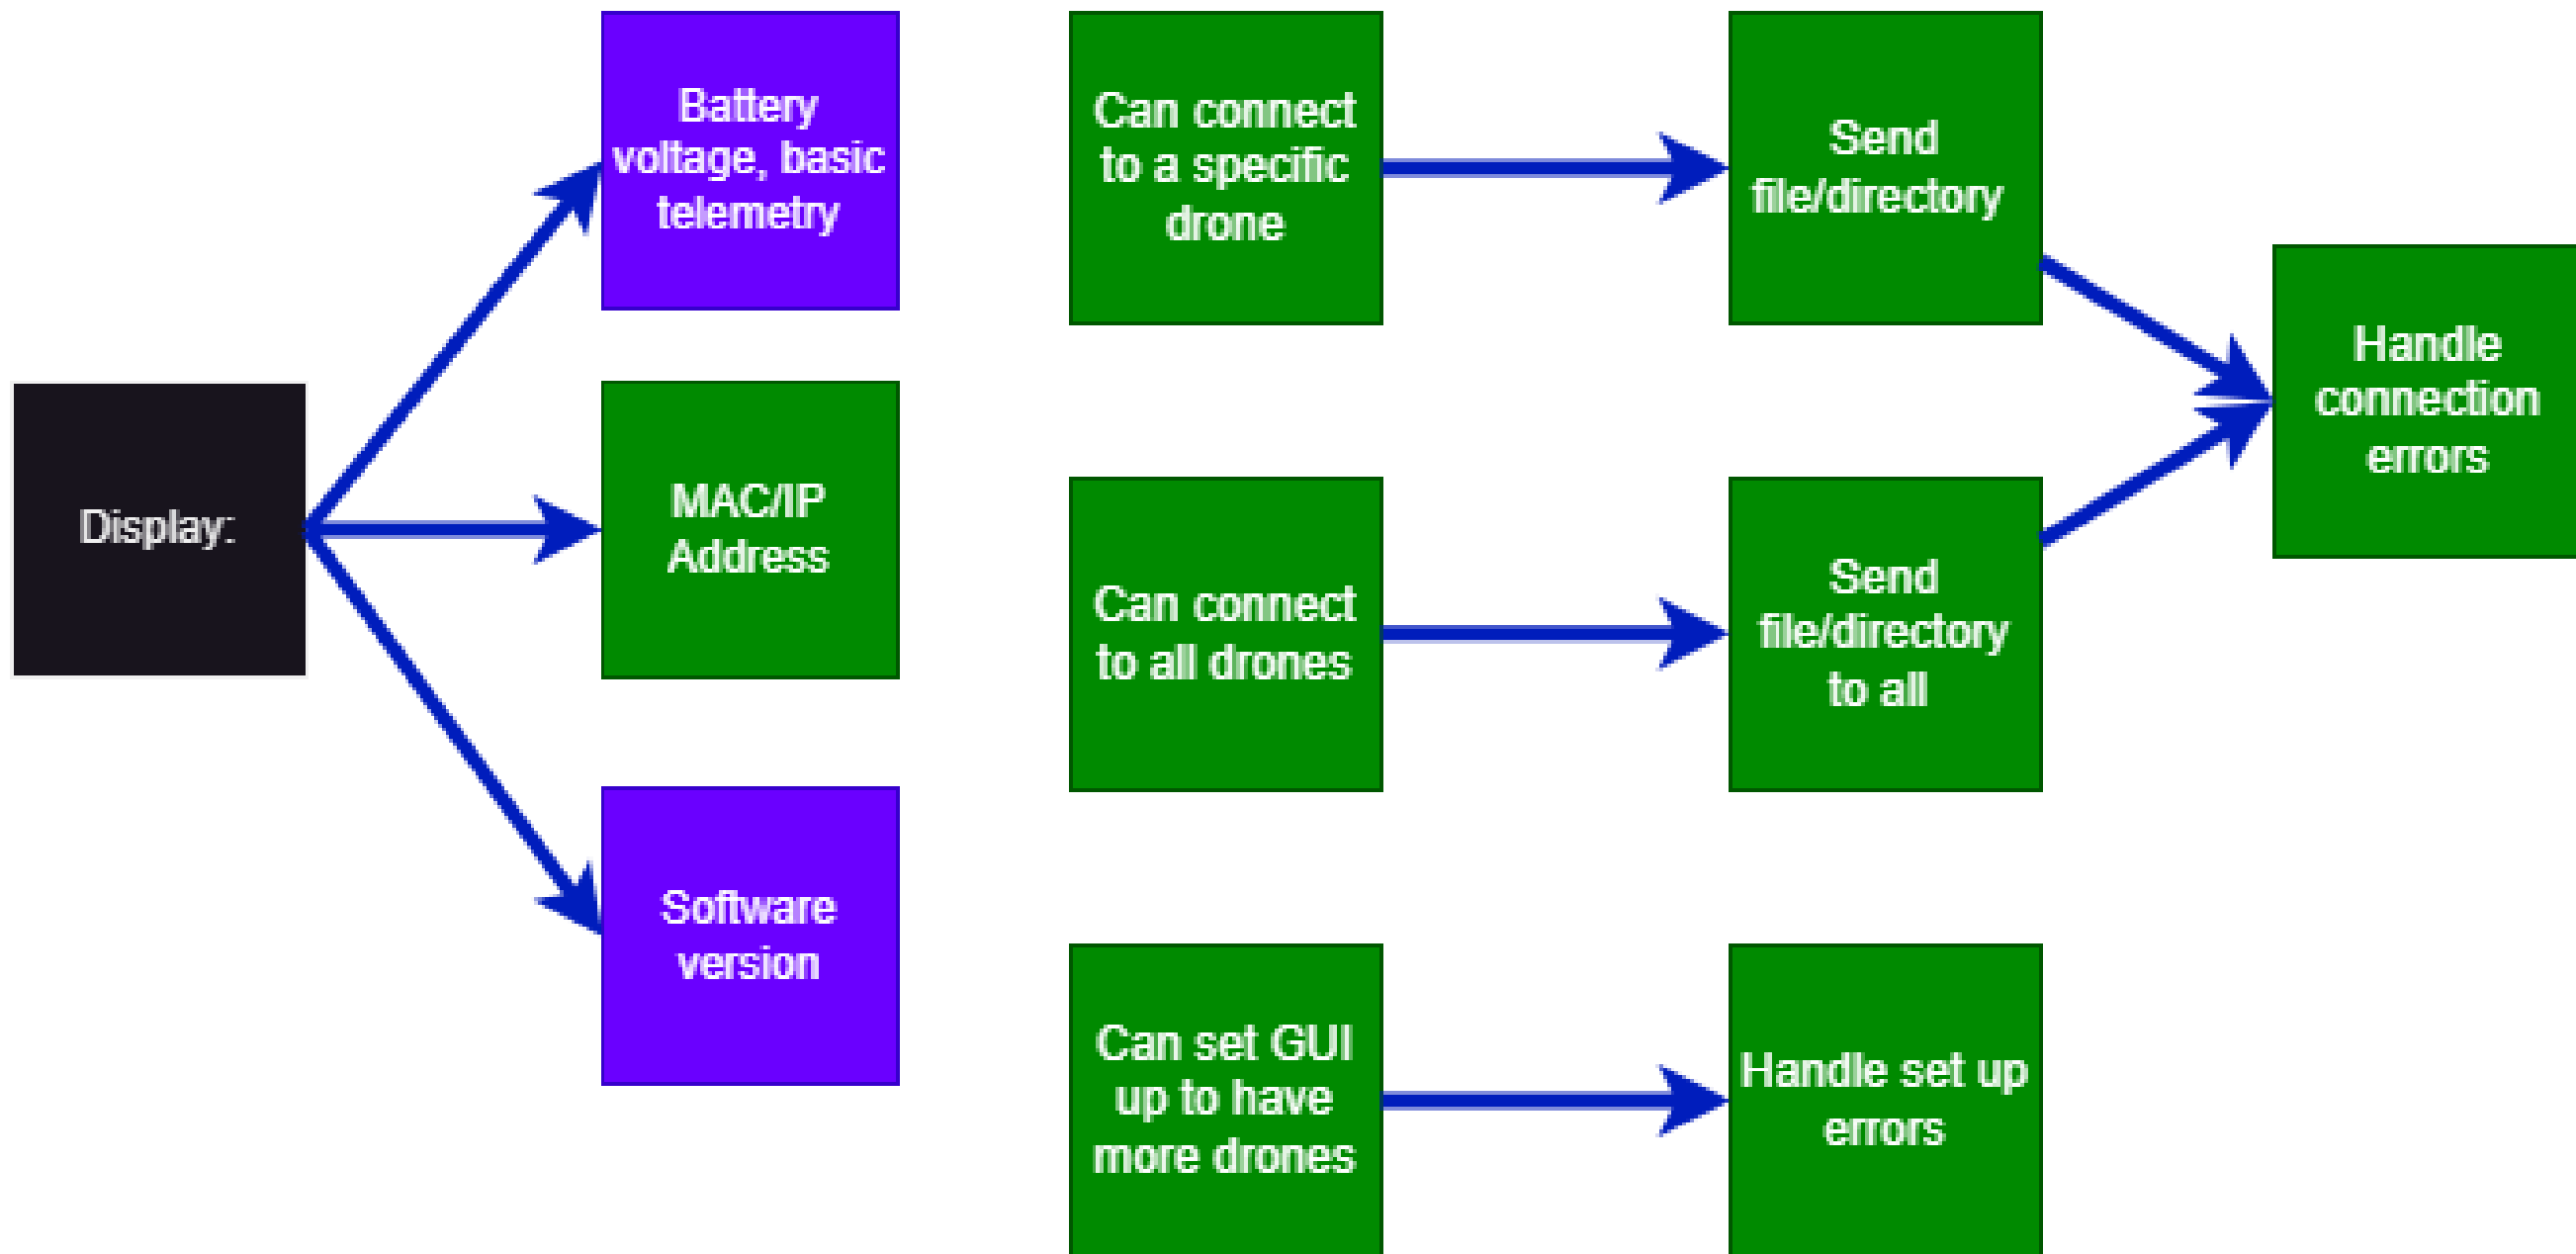 Display:
Battery
voltage, basic
telemetry
MAC/IP
Address
Software
version
Can connect
to a specific
drone
Send
file/directory
Can connect
to all drones
Send
file/directory
to all
Handle
connection
errors
Can set GUI
up to have
more drones
Handle set up
errors